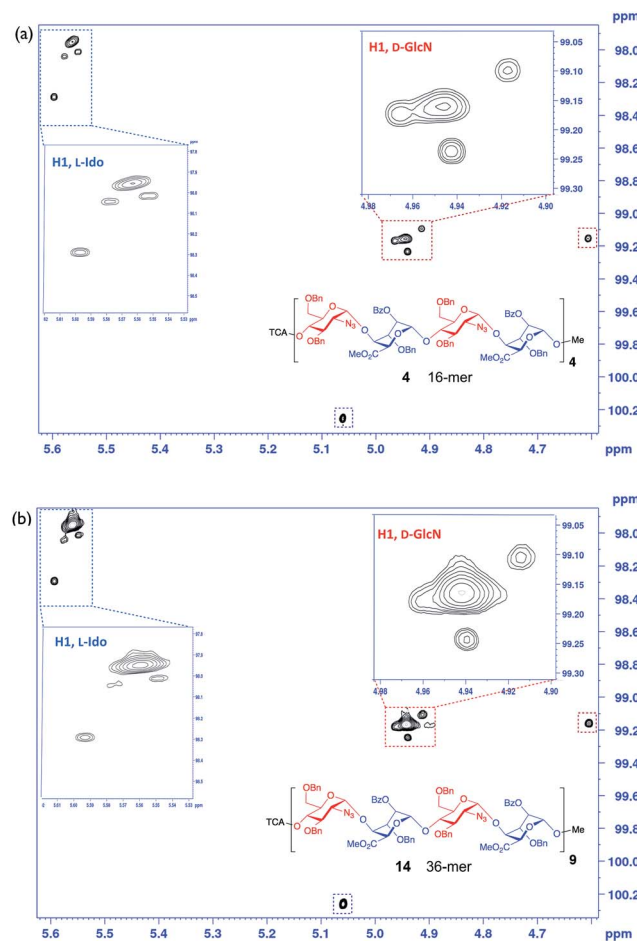 (a)
ppm
98.0
98.2
98.4
98.6
98.8
99.0
99.2
99.4
99.6
99.8
100.0
100.2
H1, L-Ido
H1, D-GlcN
99.05
99.10
99.15
99.20
99.25
99.30
4.98 4.96 4.94 4.92 4.90
OBn BzO OBn BzO
TCA O O O O Me
OBn N3 MeO2C OBn OBn N3 MeO2C OBn
4
4 16-mer
5.6 5.5 5.4 5.3 5.2 5.1 5.0 4.9 4.8 4.7 ppm
(b)
ppm
98.0
98.2
98.4
98.6
98.8
99.0
99.2
99.4
99.6
99.8
100.0
100.2
H1, L-Ido
H1, D-GlcN
99.05
99.10
99.15
99.20
99.25
99.30
4.98 4.96 4.94 4.92 4.90
OBn BzO OBn BzO
TCA O O O O Me
OBn N3 MeO2C OBn OBn N3 MeO2C OBn
9
14 36-mer
5.6 5.5 5.4 5.3 5.2 5.1 5.0 4.9 4.8 4.7 ppm